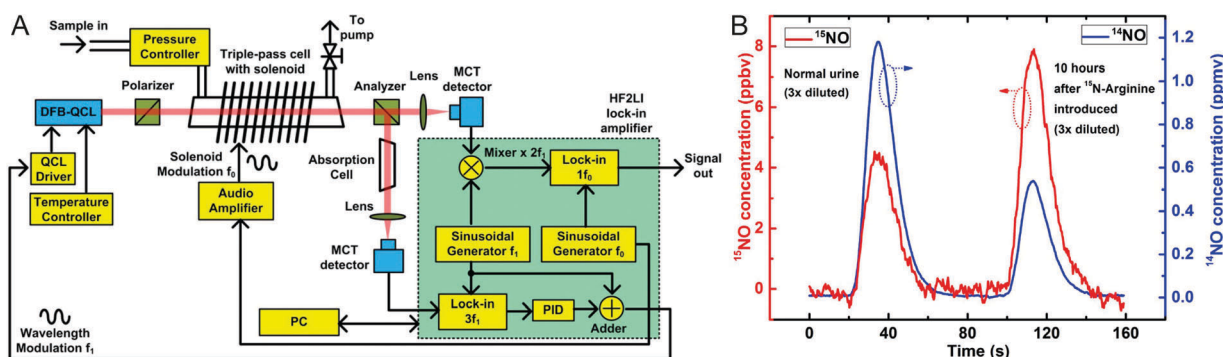 A
Sample in
Pressure
Controller
To
pump
Triple-pass cell
with solenoid
Polarizer
Analyzer
Lens
MCT
detector
HF2LI
lock-in
amplifier
DFB-QCL
QCL
Driver
Temperature
Controller
Solenoid
Modulation f0
Audio
Amplifier
Absorption
Cell
Lens
MCT
detector
Mixer x 2f1
Lock-in
1f0
Signal
out
Sinusoidal
Generator f1
Sinusoidal
Generator f0
Lock-in
3f1
PID
Adder
PC
Wavelength
Modulation f1
B
15NO
14NO
Normal urine
(3x diluted)
10 hours
after 15N-Arginine
introduced
(3x diluted)
15NO concentration (ppbv)
8
6
4
2
0
14NO concentration (ppmv)
1.2
1.0
0.8
0.6
0.4
0.2
0.0
0 40 80 120 160
Time (s)